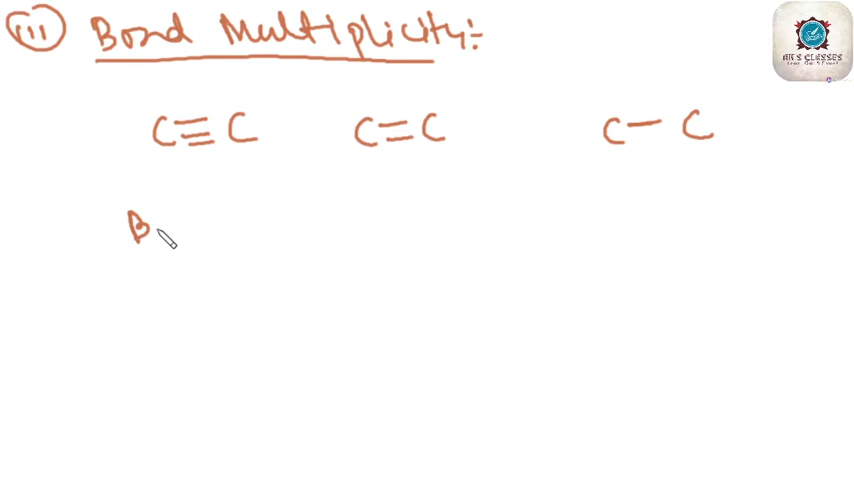 (iii) Bond Multiplicity:-
C≡C C=C C-C
B